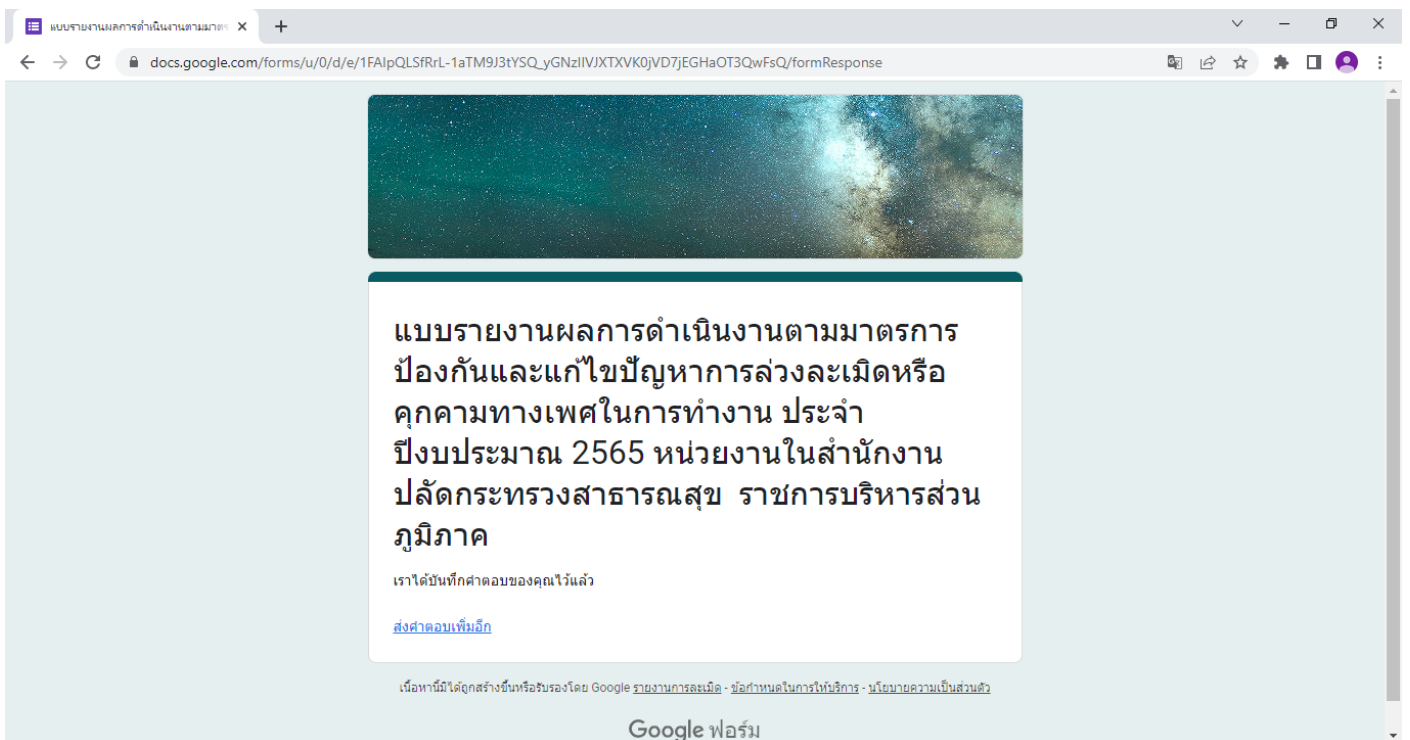 แบบรายงานผลการดำเนินงานตามมาตร
docs.google.com/forms/u/0/d/e/1FAIpQLSfRrL-1aTM9J3tYSQ_yGNzlIVJXTXVK0jVD7jEGHaOT3QwFsQ/formResponse
แบบรายงานผลการดำเนินงานตามมาตรการ
ป้องกันและแก้ไขปัญหาการล่วงละเมิดหรือ
คุกคามทางเพศในการทำงาน ประจำ
ปีงบประมาณ 2565 หน่วยงานในสำนักงาน
ปลัดกระทรวงสาธารณสุข ราชการบริหารส่วน
ภูมิภาค
เราได้บันทึกคำตอบของคุณไว้แล้ว
ส่งคำตอบเพิ่มอีก
เนื้อหานี้มิได้ถูกสร้างขึ้นหรือรับรองโดย Google รายงานการละเมิด - ข้อกำหนดในการให้บริการ - นโยบายความเป็นส่วนตัว
Google ฟอร์ม